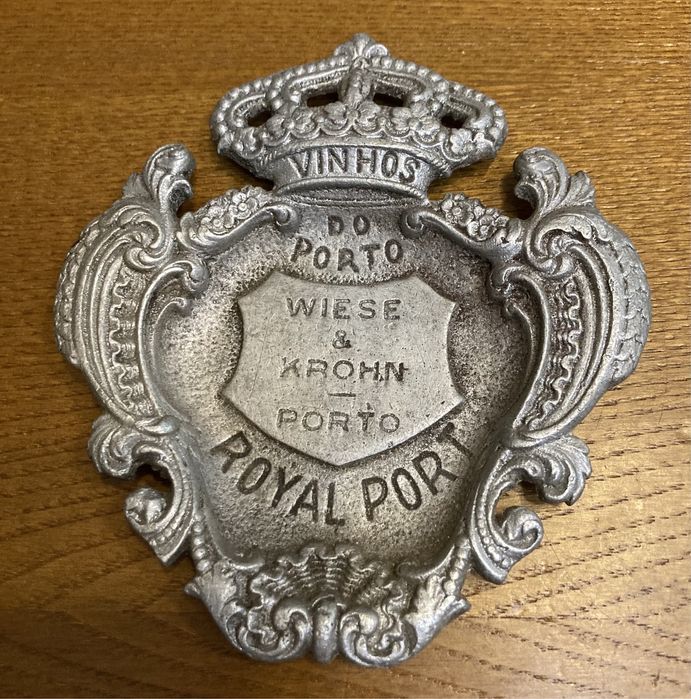 VINHOS
DO
PORTO
WIESE
&
KROHN
—
PORTO
ROYAL PORT